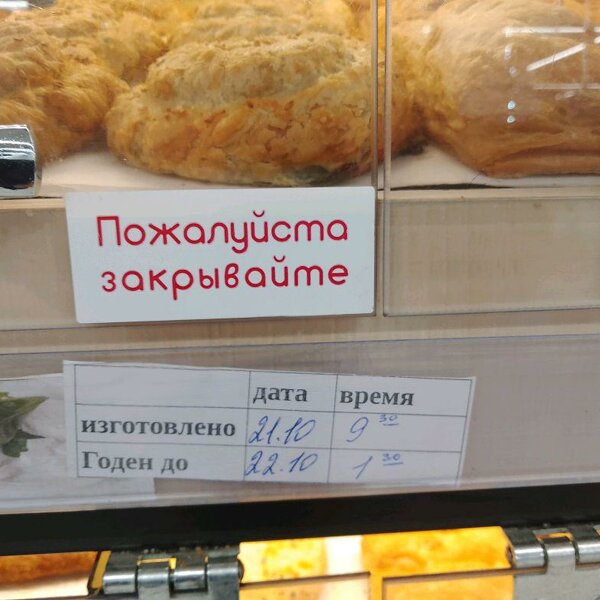 Пожалуйста
закрывайте
дата время
изготовлено 21.10 9 30
Годен до 22.10 1 30